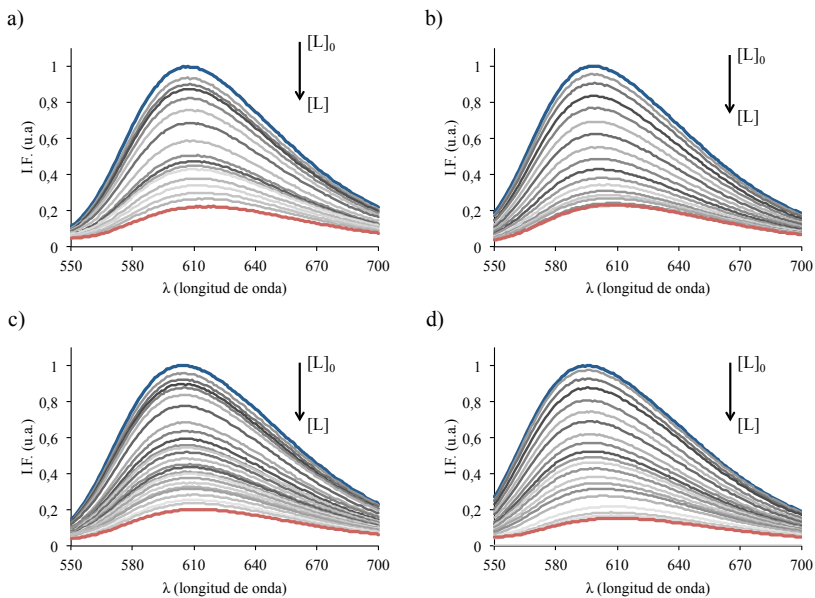 a)
[L]₀
[L]
I.F. (u.a)
1
0,8
0,6
0,4
0,2
0
550 580 610 640 670 700
λ (longitud de onda)
b)
[L]₀
[L]
I.F. (u.a.)
1
0,8
0,6
0,4
0,2
0
550 580 610 640 670 700
λ (longitud de onda)
c)
[L]₀
[L]
I.F. (u.a.)
1
0,8
0,6
0,4
0,2
0
550 580 610 640 670 700
λ (longitud de onda)
d)
[L]₀
[L]
I.F. (u.a.)
1
0,8
0,6
0,4
0,2
0
550 580 610 640 670 700
λ (longitud de onda)